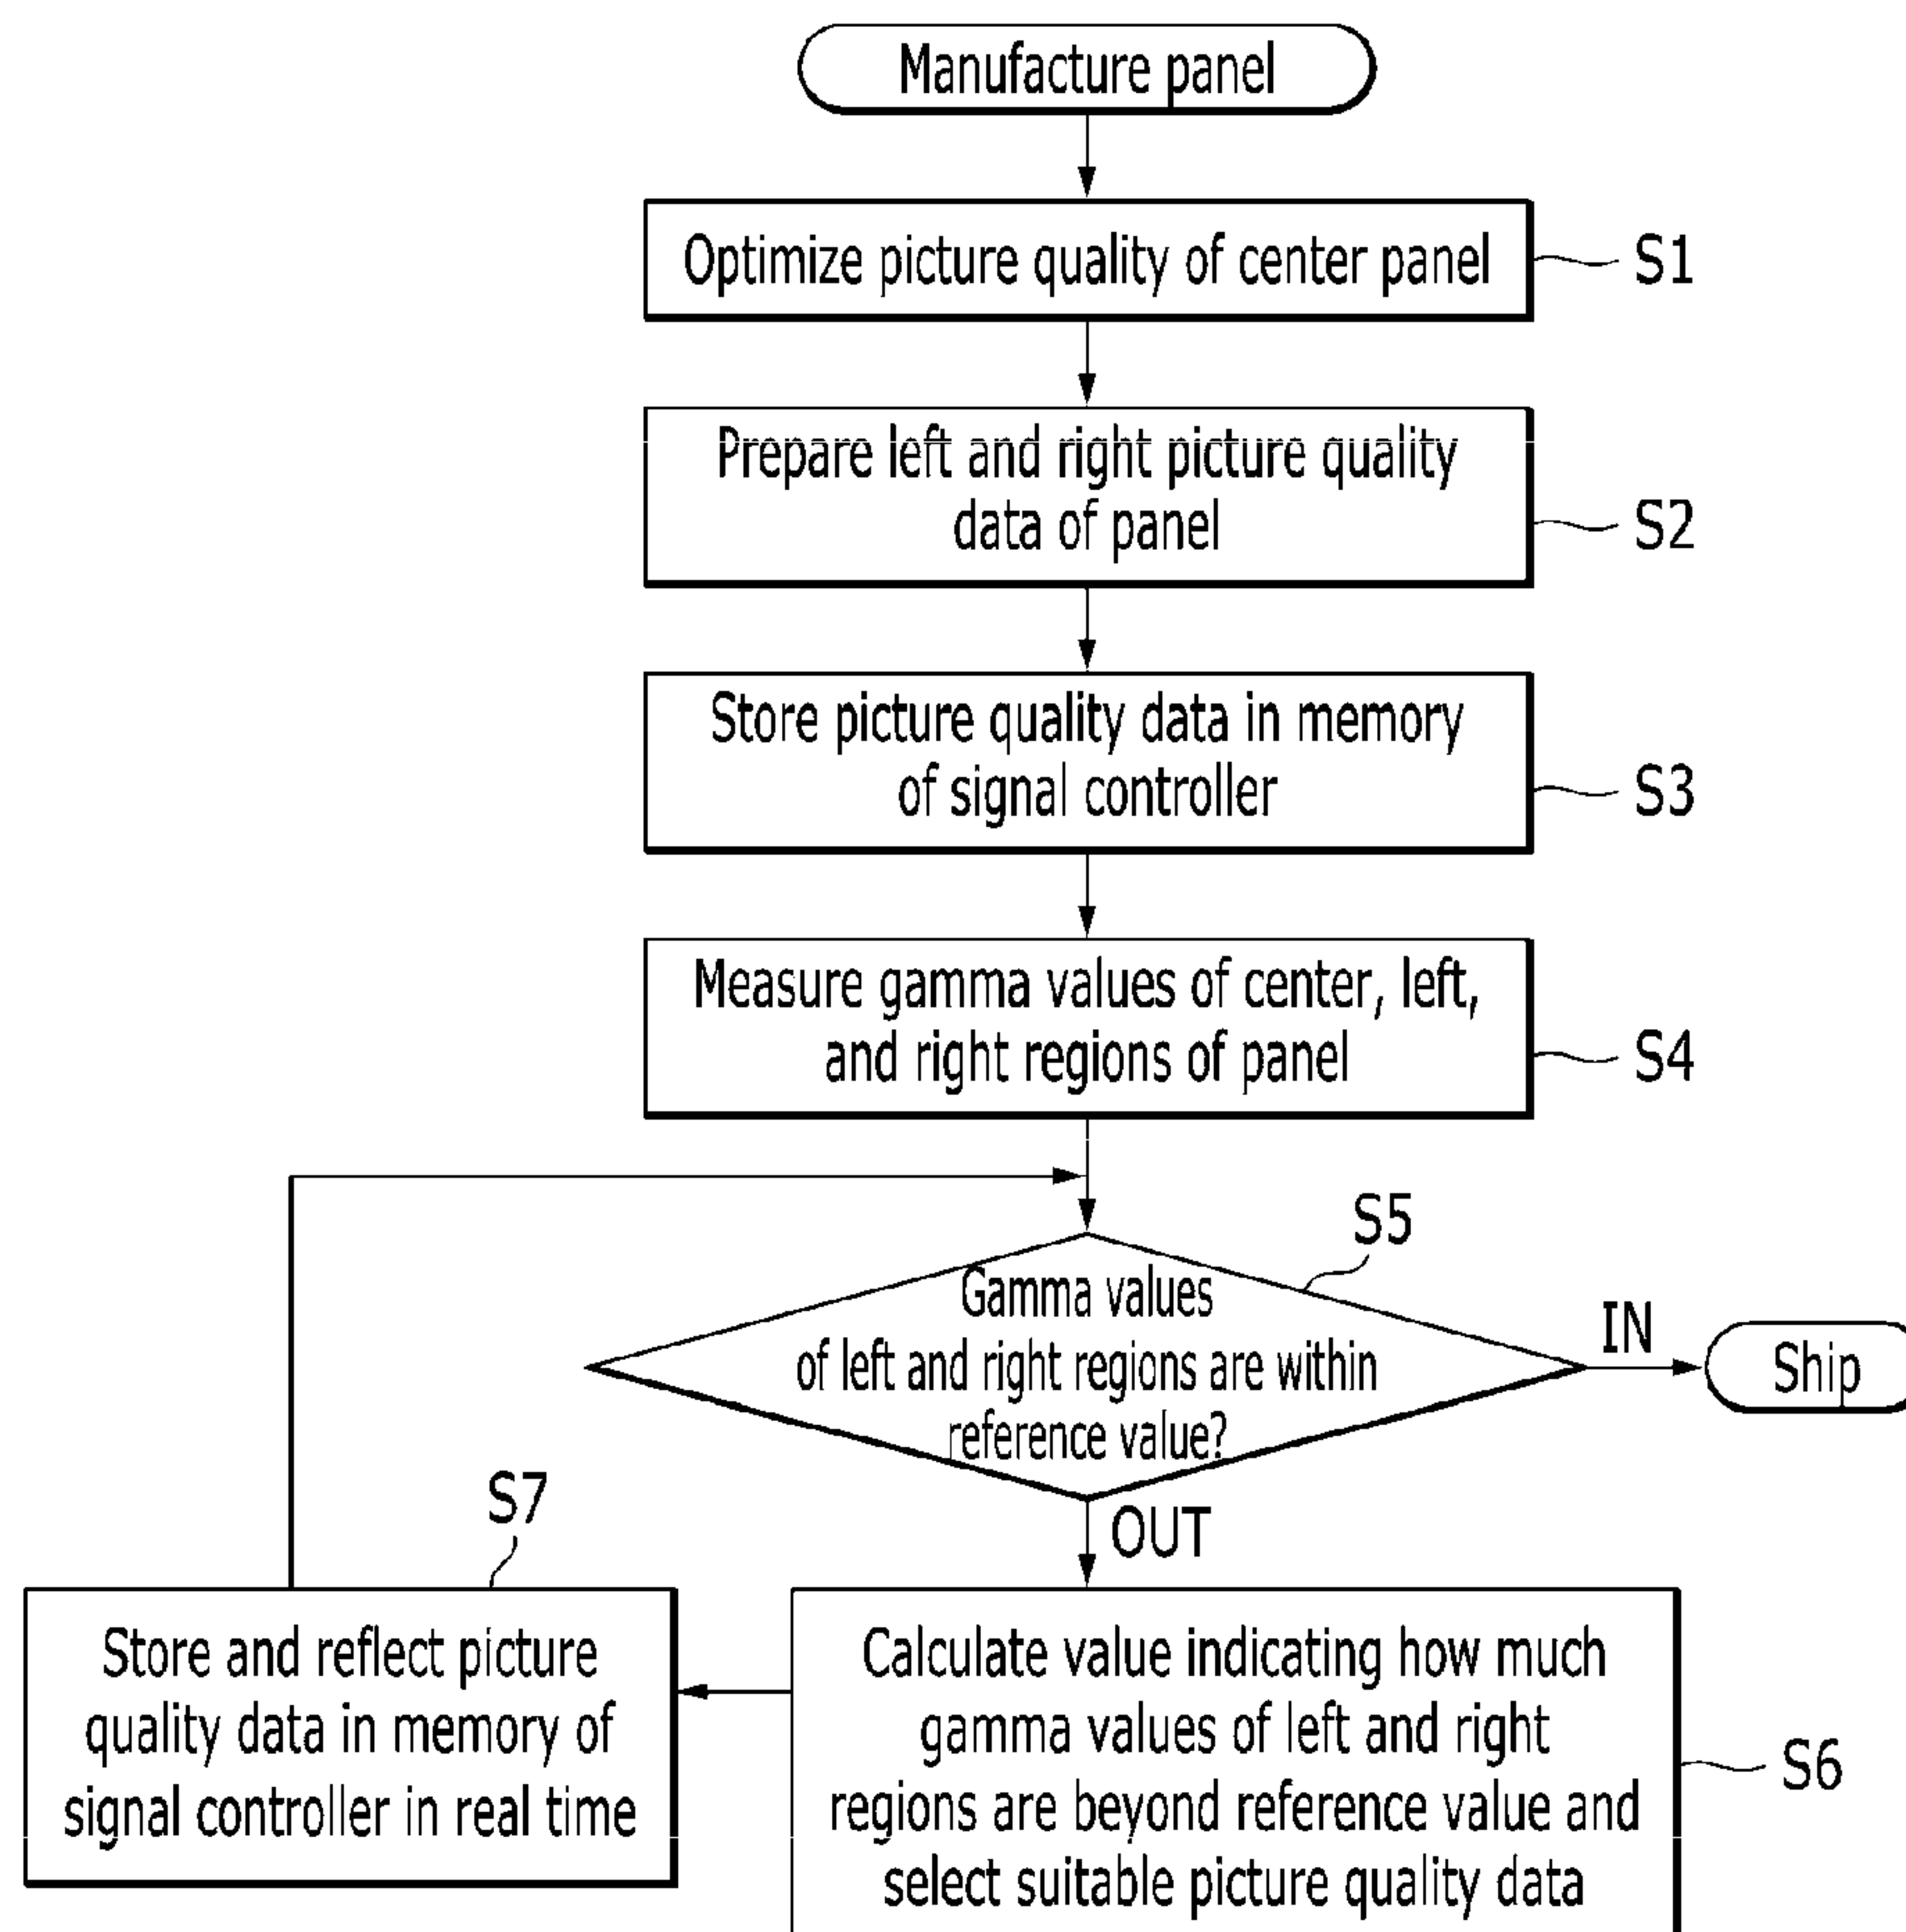 Manufacture panel
Optimize picture quality of center panel
S1
Prepare left and right picture quality
data of panel
S2
Store picture quality data in memory
of signal controller
S3
Measure gamma values of center, left,
and right regions of panel
S4
S5
Gamma values
of left and right regions are within
reference value?
IN
Ship
OUT
S7
Store and reflect picture
quality data in memory of
signal controller in real time
Calculate value indicating how much
gamma values of left and right
regions are beyond reference value and
select suitable picture quality data
S6